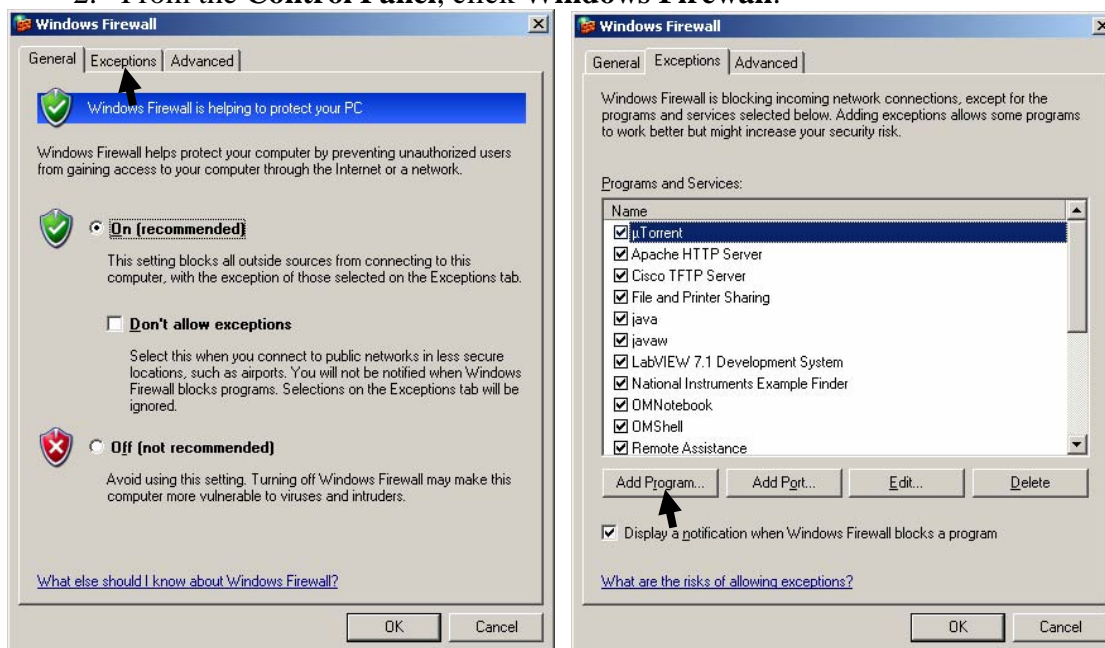 2. From the Control Panel, click Windows Firewall.
Windows Firewall
General Exceptions Advanced
Windows Firewall is helping to protect your PC
Windows Firewall helps protect your computer by preventing unauthorized users
from gaining access to your computer through the Internet or a network.
On (recommended)
This setting blocks all outside sources from connecting to this
computer, with the exception of those selected on the Exceptions tab.
Don't allow exceptions
Select this when you connect to public networks in less secure
locations, such as airports. You will not be notified when Windows
Firewall blocks programs. Selections on the Exceptions tab will be
ignored.
Off (not recommended)
Avoid using this setting. Turning off Windows Firewall may make this
computer more vulnerable to viruses and intruders.
What else should I know about Windows Firewall?
OK Cancel
Windows Firewall
General Exceptions Advanced
Windows Firewall is blocking incoming network connections, except for the
programs and services selected below. Adding exceptions allows some programs
to work better but might increase your security risk.
Programs and Services:
Name
µTorrent
Apache HTTP Server
Cisco TFTP Server
File and Printer Sharing
java
javaw
LabVIEW 7.1 Development System
National Instruments Example Finder
OMNotebook
OMShell
Remote Assistance
Add Program... Add Port... Edit... Delete
Display a notification when Windows Firewall blocks a program
What are the risks of allowing exceptions?
OK Cancel